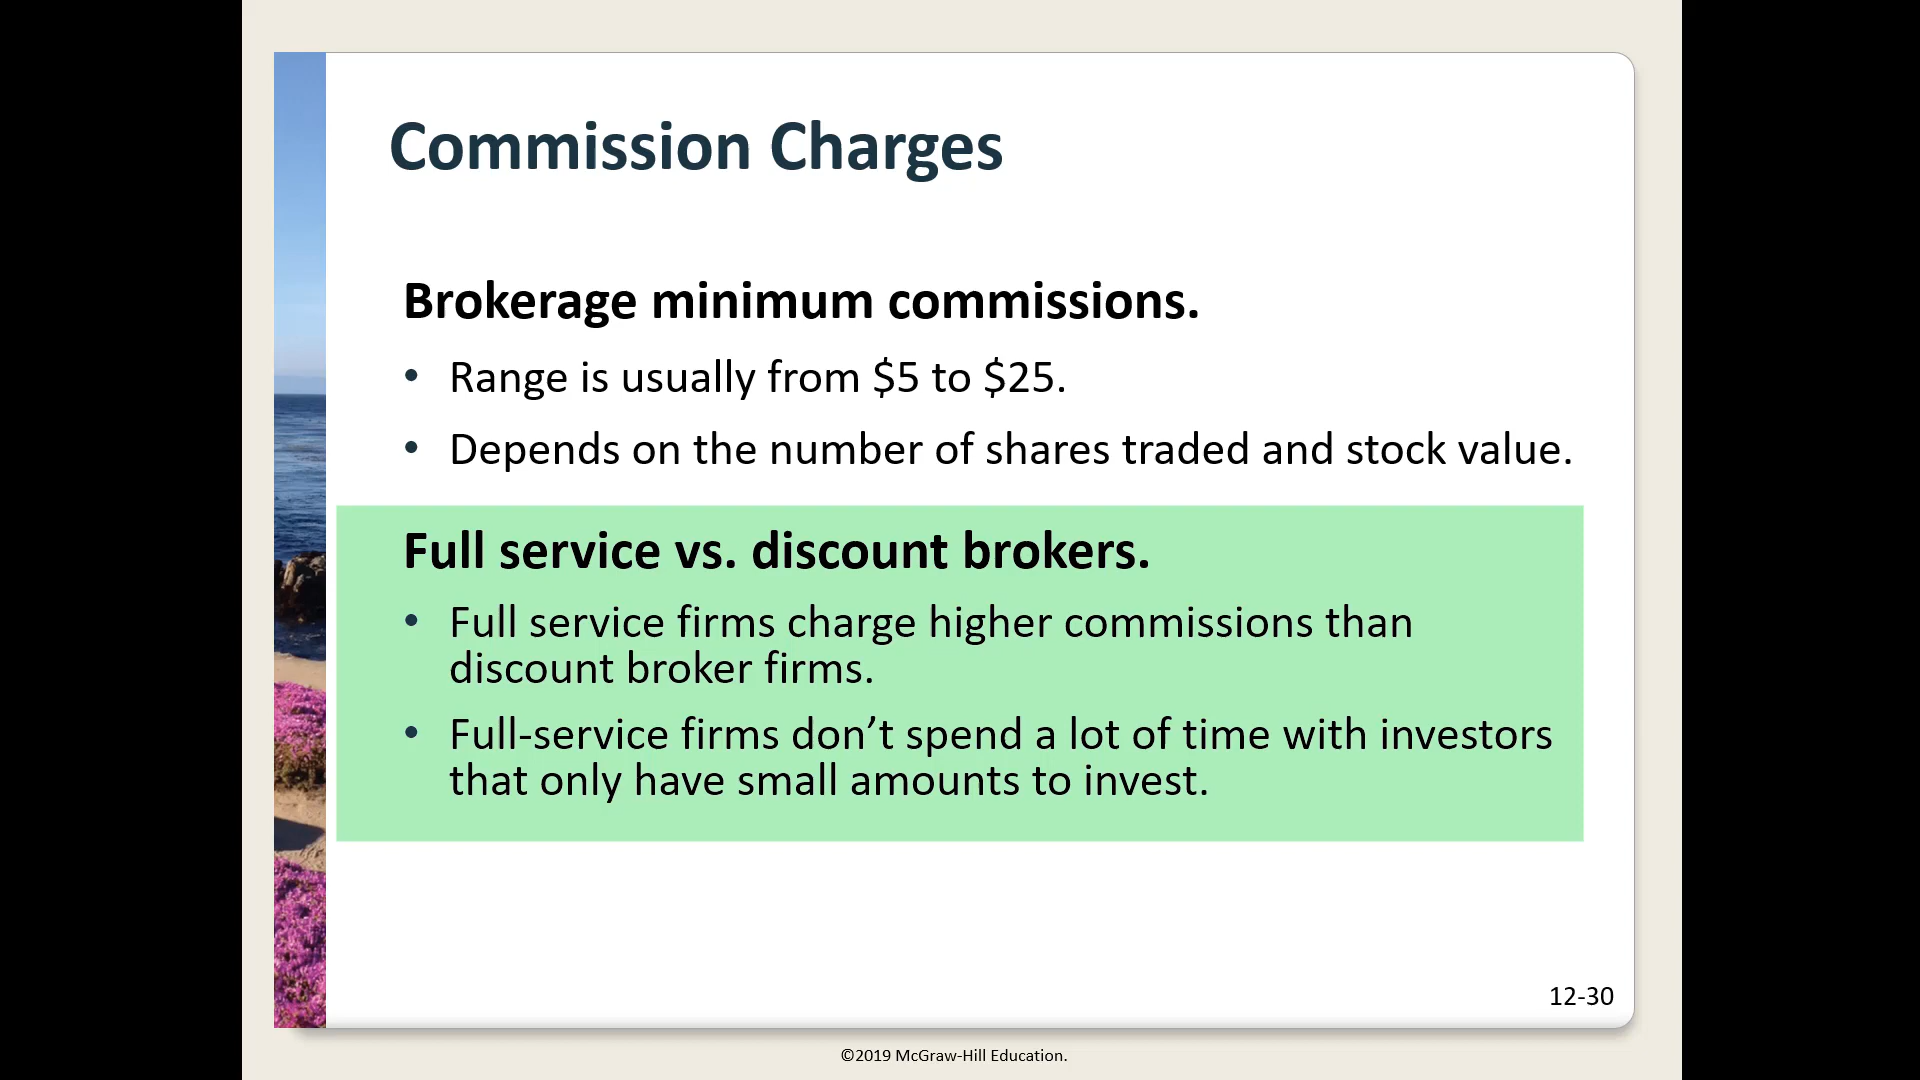 Commission Charges
Brokerage minimum commissions.
• Range is usually from $5 to $25.
• Depends on the number of shares traded and stock value.
Full service vs. discount brokers.
• Full service firms charge higher commissions than
discount broker firms.
• Full-service firms don’t spend a lot of time with investors
that only have small amounts to invest.
12-30
©2019 McGraw-Hill Education.